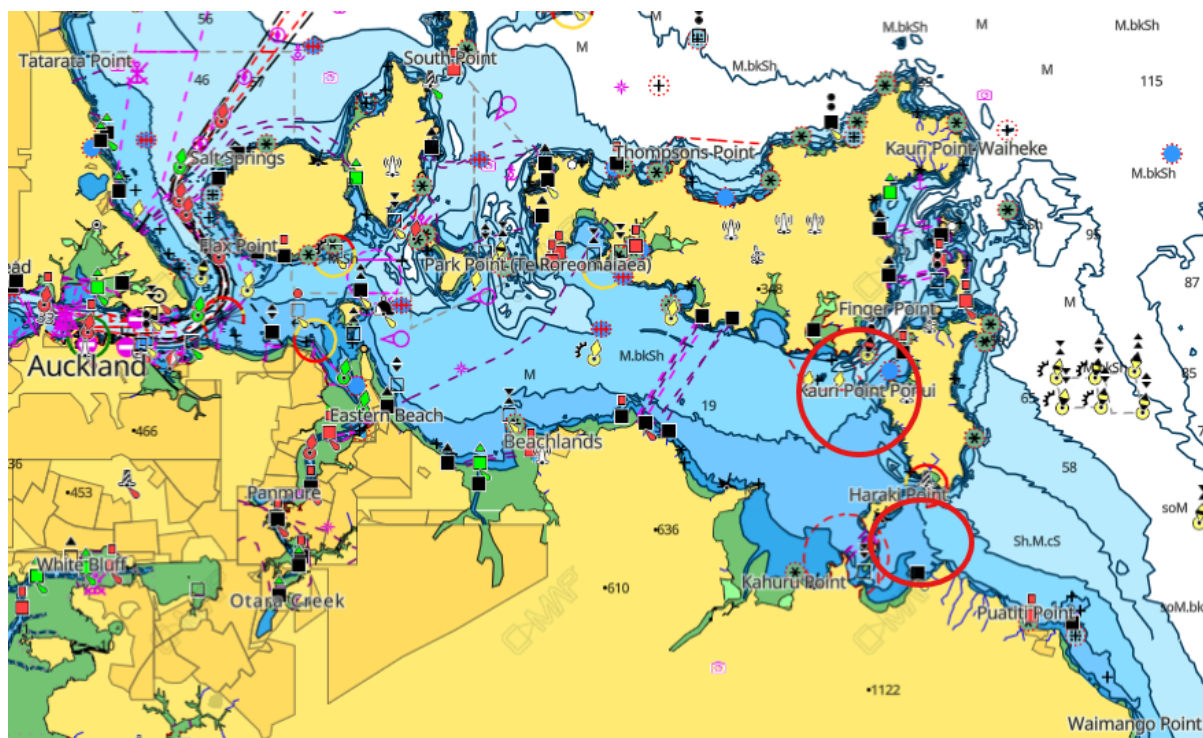 56
M
M
M.bkSh
Tatarata Point
46
South Point
M.bkSh
M
115
Salt Springs
Thompsons Point
Kauri Point Waiheke
M.bkSh
Flax Point
Park Point (Te Roreomaiaea)
95
87
348
M
Finger Point
Auckland
M.bkSh
Kauri Point Ponui
65
19
Eastern Beach
Beachlands
466
58
36
453
Panmure
Haraki Point
soM
636
Sh.M.cS
White Bluff
Kahuru Point
610
Otara Creek
Puatiti Point
soM.bk
C-MAP
1122
Waimango Point